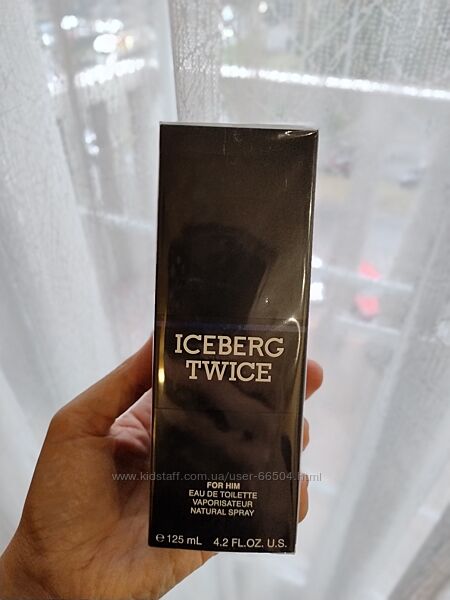 ICEBERG
TWICE
www.kidstaff.com.ua/user-66504.html
FOR HIM
EAU DE TOILETTE
VAPORISATEUR
NATURAL SPRAY
℮ 125 mL 4.2 FL.OZ. U.S.